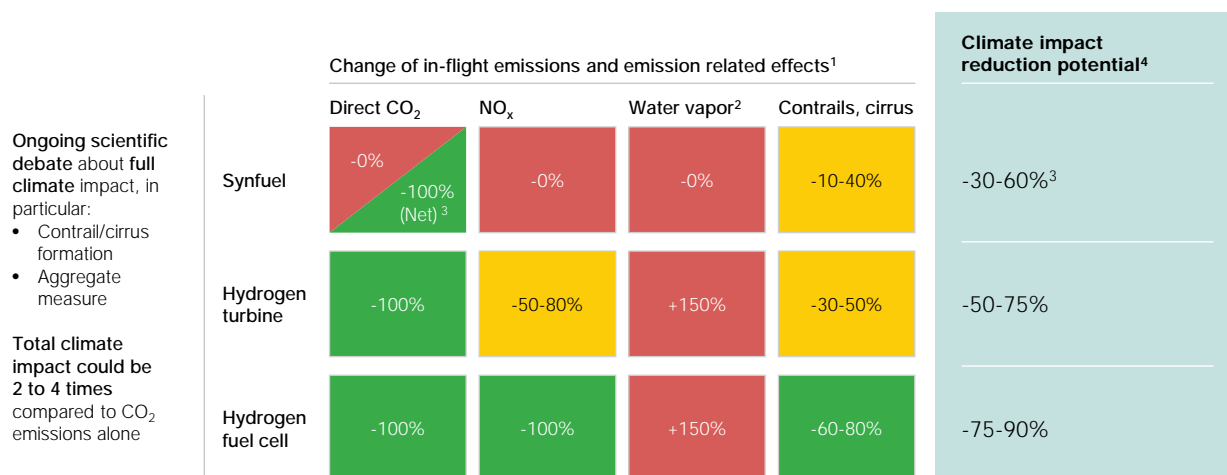 Climate impact
reduction potential⁴
Change of in-flight emissions and emission related effects¹
Direct CO₂ NOₓ Water vapor² Contrails, cirrus
Ongoing scientific
debate about full
climate impact, in
particular:
• Contrail/cirrus
formation
• Aggregate
measure
Total climate
impact could be
2 to 4 times
compared to CO₂
emissions alone
Synfuel
-0%
-100%
(Net) ³
-0%
-0%
-10-40%
-30-60%³
Hydrogen
turbine
-100%
-50-80%
+150%
-30-50%
-50-75%
Hydrogen
fuel cell
-100%
-100%
+150%
-60-80%
-75-90%